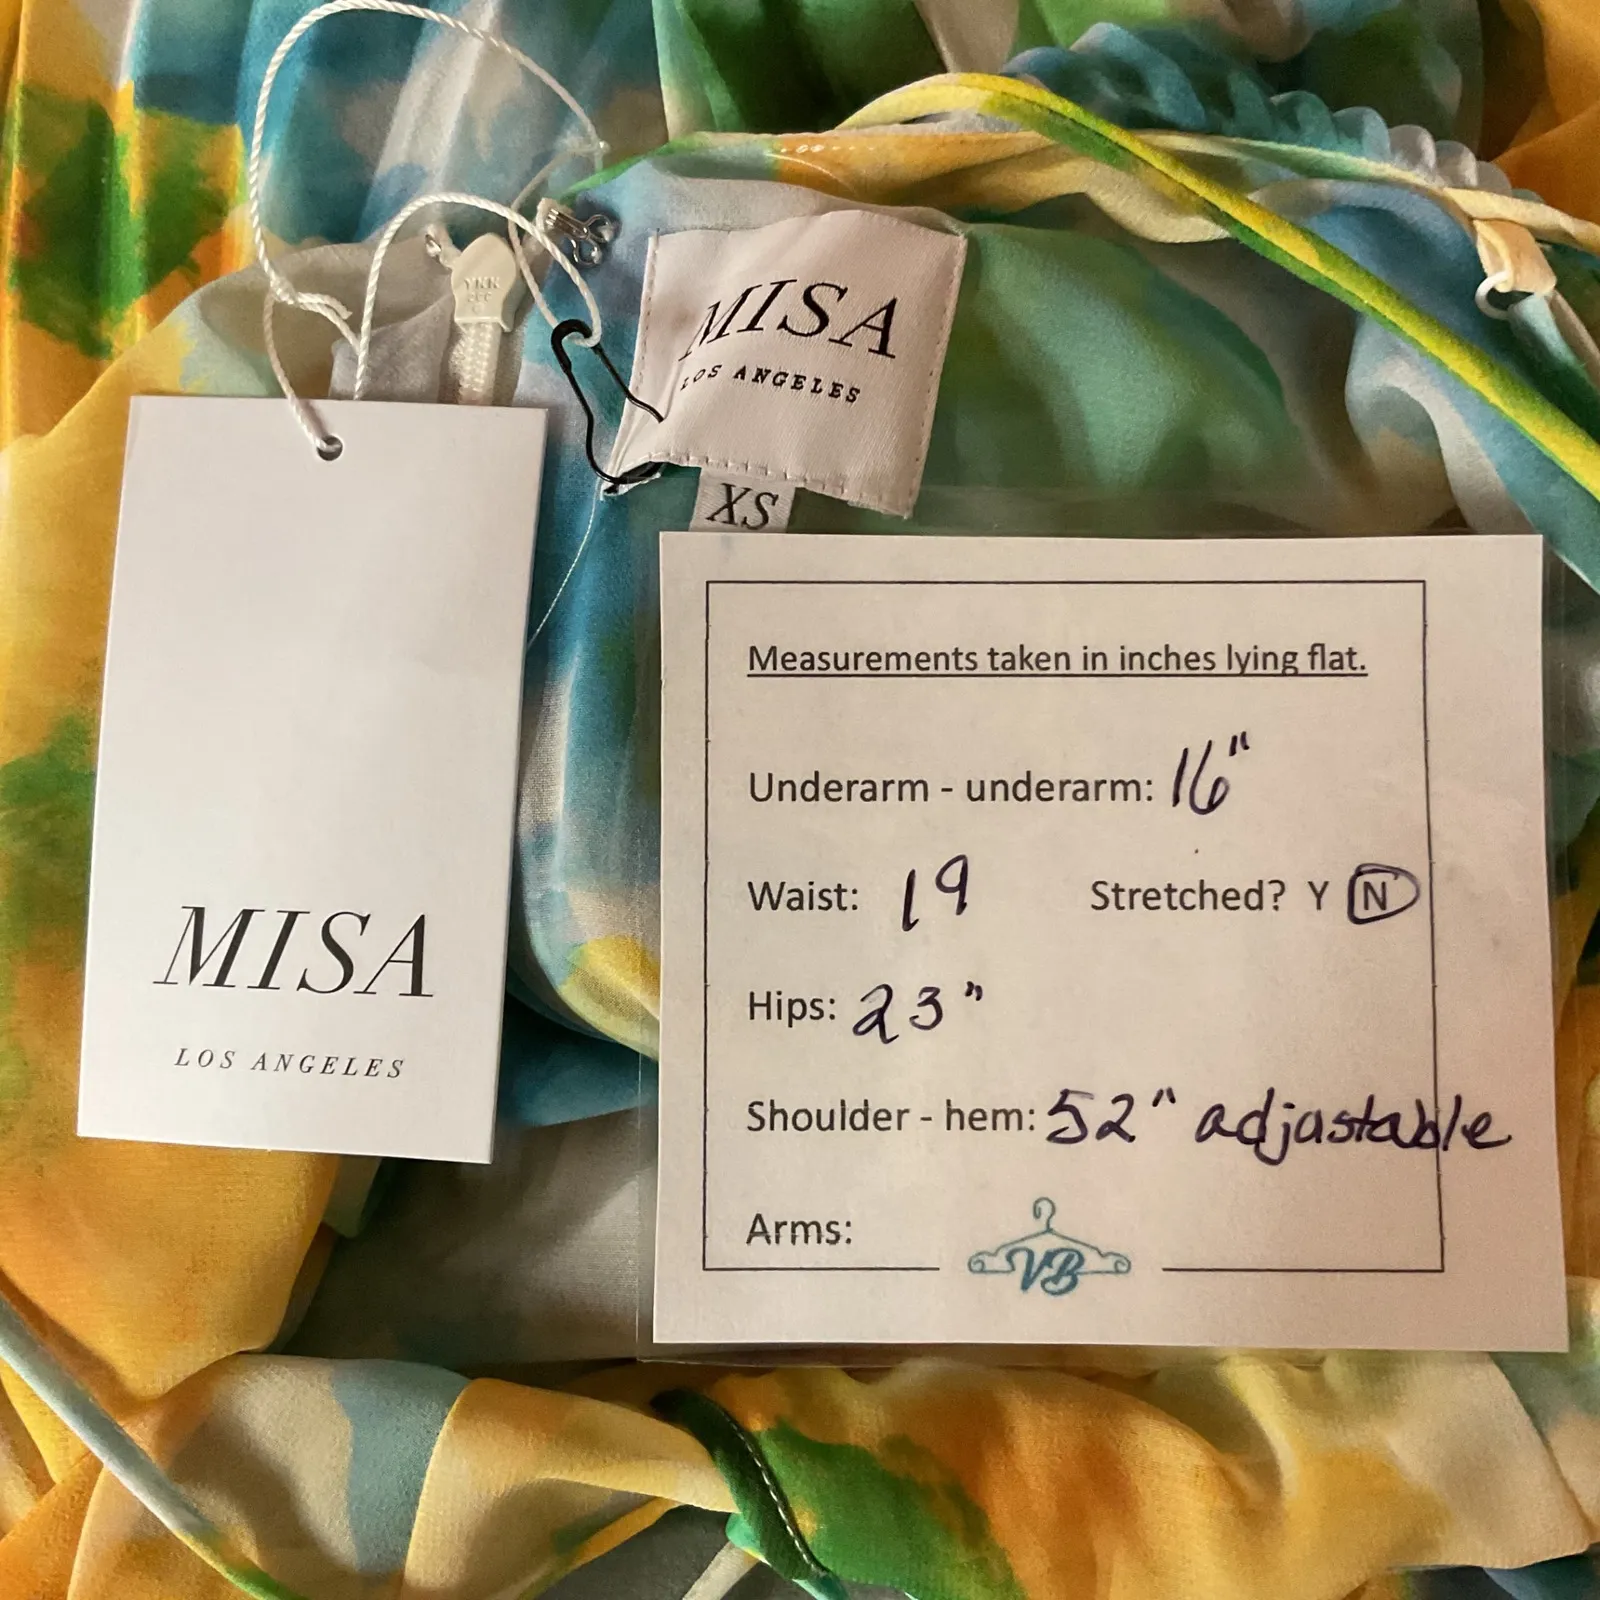 YKK
MISA
LOS ANGELES
XS
MISA
LOS ANGELES
Measurements taken in inches lying flat.
Underarm - underarm: 16"
Waist: 19 Stretched? Y N
Hips: 23"
Shoulder - hem: 52" adjustable
Arms:
VB